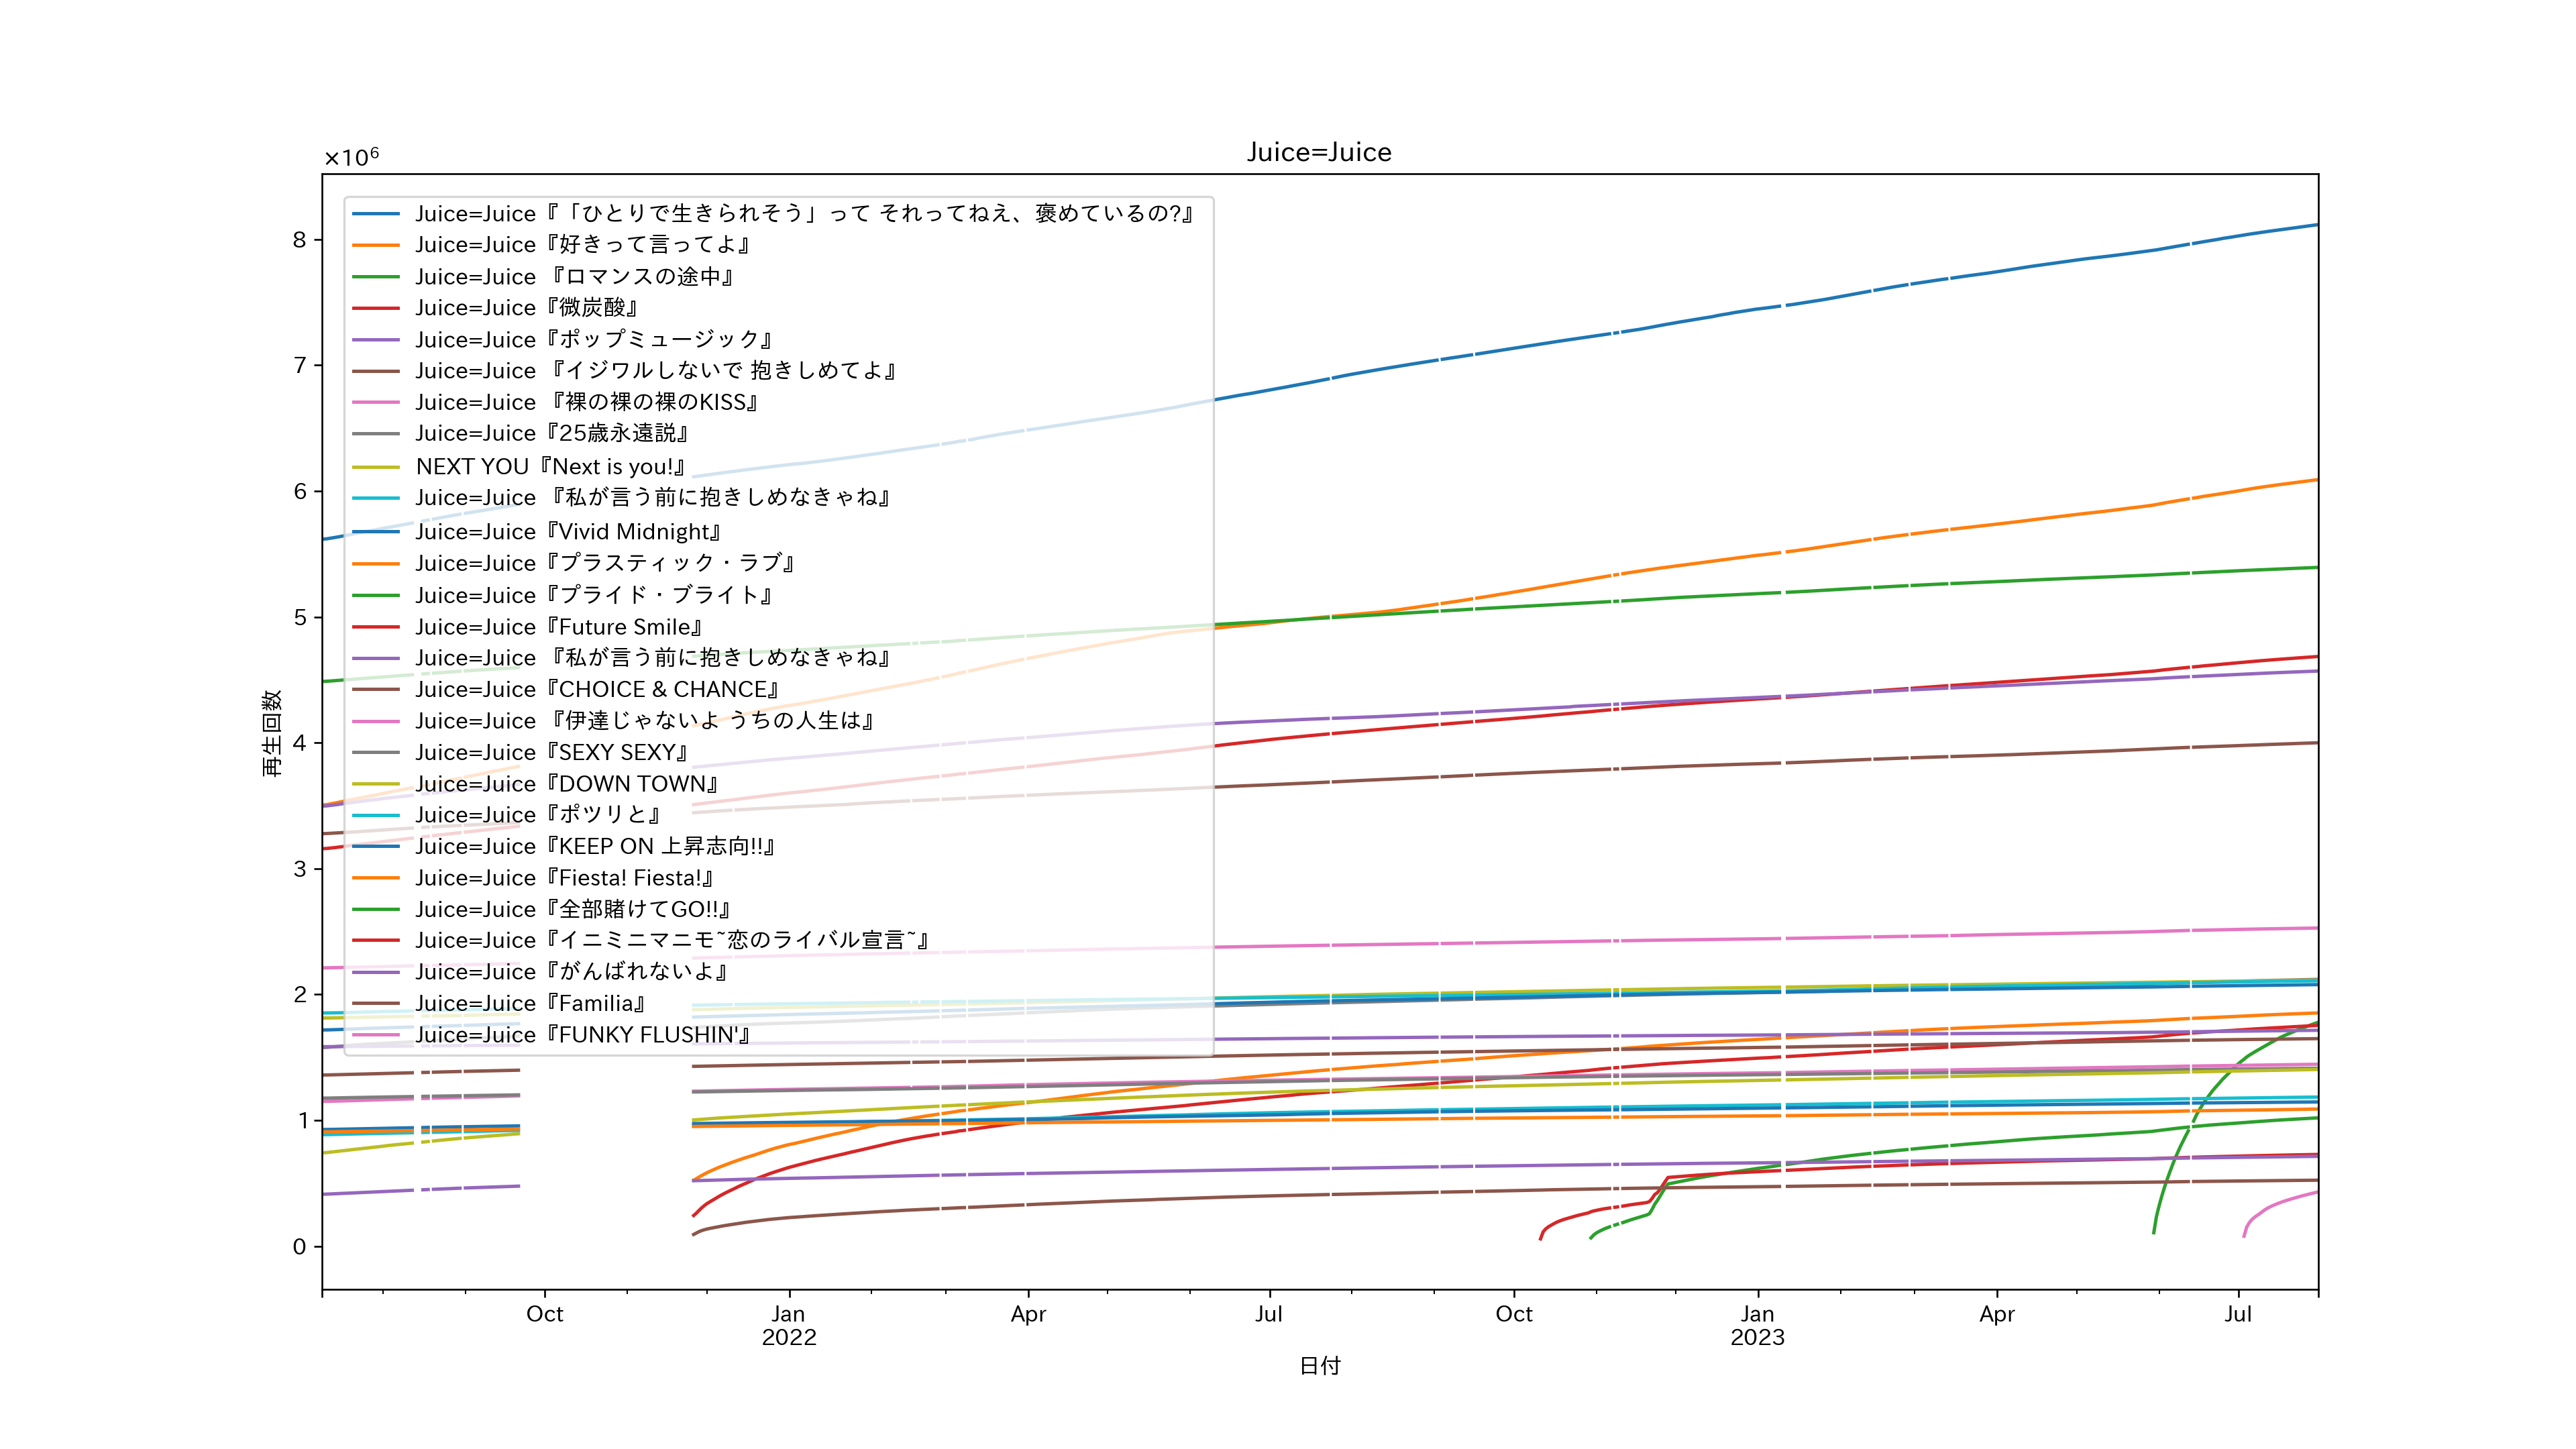 Juice=Juice
×10⁶
Juice=Juice『「ひとりで生きられそう」って それってねえ、褒めているの?』
Juice=Juice『好きって言ってよ』
Juice=Juice 『ロマンスの途中』
Juice=Juice『微炭酸』
Juice=Juice『ポップミュージック』
Juice=Juice 『イジワルしないで 抱きしめてよ』
Juice=Juice 『裸の裸の裸のKISS』
Juice=Juice『25歳永遠説』
NEXT YOU『Next is you!』
Juice=Juice 『私が言う前に抱きしめなきゃね』
Juice=Juice『Vivid Midnight』
Juice=Juice『プラスティック・ラブ』
Juice=Juice『プライド・ブライト』
Juice=Juice『Future Smile』
Juice=Juice 『私が言う前に抱きしめなきゃね』
Juice=Juice『CHOICE & CHANCE』
Juice=Juice 『伊達じゃないよ うちの人生は』
Juice=Juice『SEXY SEXY』
Juice=Juice『DOWN TOWN』
Juice=Juice『ポツリと』
Juice=Juice『KEEP ON 上昇志向!!』
Juice=Juice『Fiesta! Fiesta!』
Juice=Juice『全部賭けてGO!!』
Juice=Juice『イニミニマニモ~恋のライバル宣言~』
Juice=Juice『がんばれないよ』
Juice=Juice『Familia』
Juice=Juice『FUNKY FLUSHIN'』
8
7
6
5
4
3
2
1
0
再生回数
Oct Jan Apr Jul Oct Jan Apr Jul
2022 2023
日付